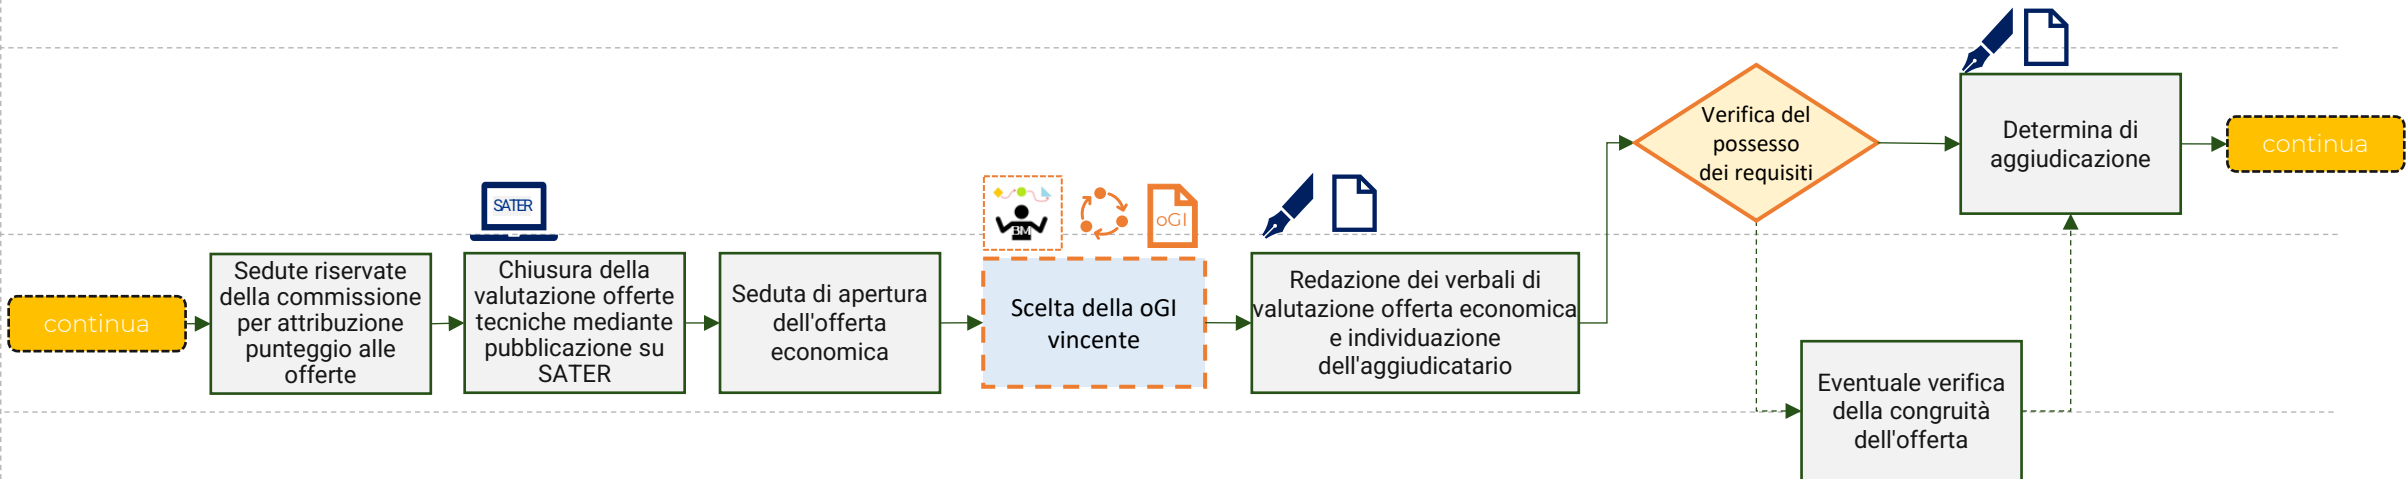 continua
Sedute riservate
della commissione
per attribuzione
punteggio alle
offerte
SATER
Chiusura della
valutazione offerte
tecniche mediante
pubblicazione su
SATER
Seduta di apertura
dell'offerta
economica
BM
oGI
Scelta della oGI
vincente
Redazione dei verbali di
valutazione offerta economica
e individuazione
dell'aggiudicatario
Verifica del
possesso
dei requisiti
Eventuale verifica
della congruità
dell'offerta
Determina di
aggiudicazione
continua